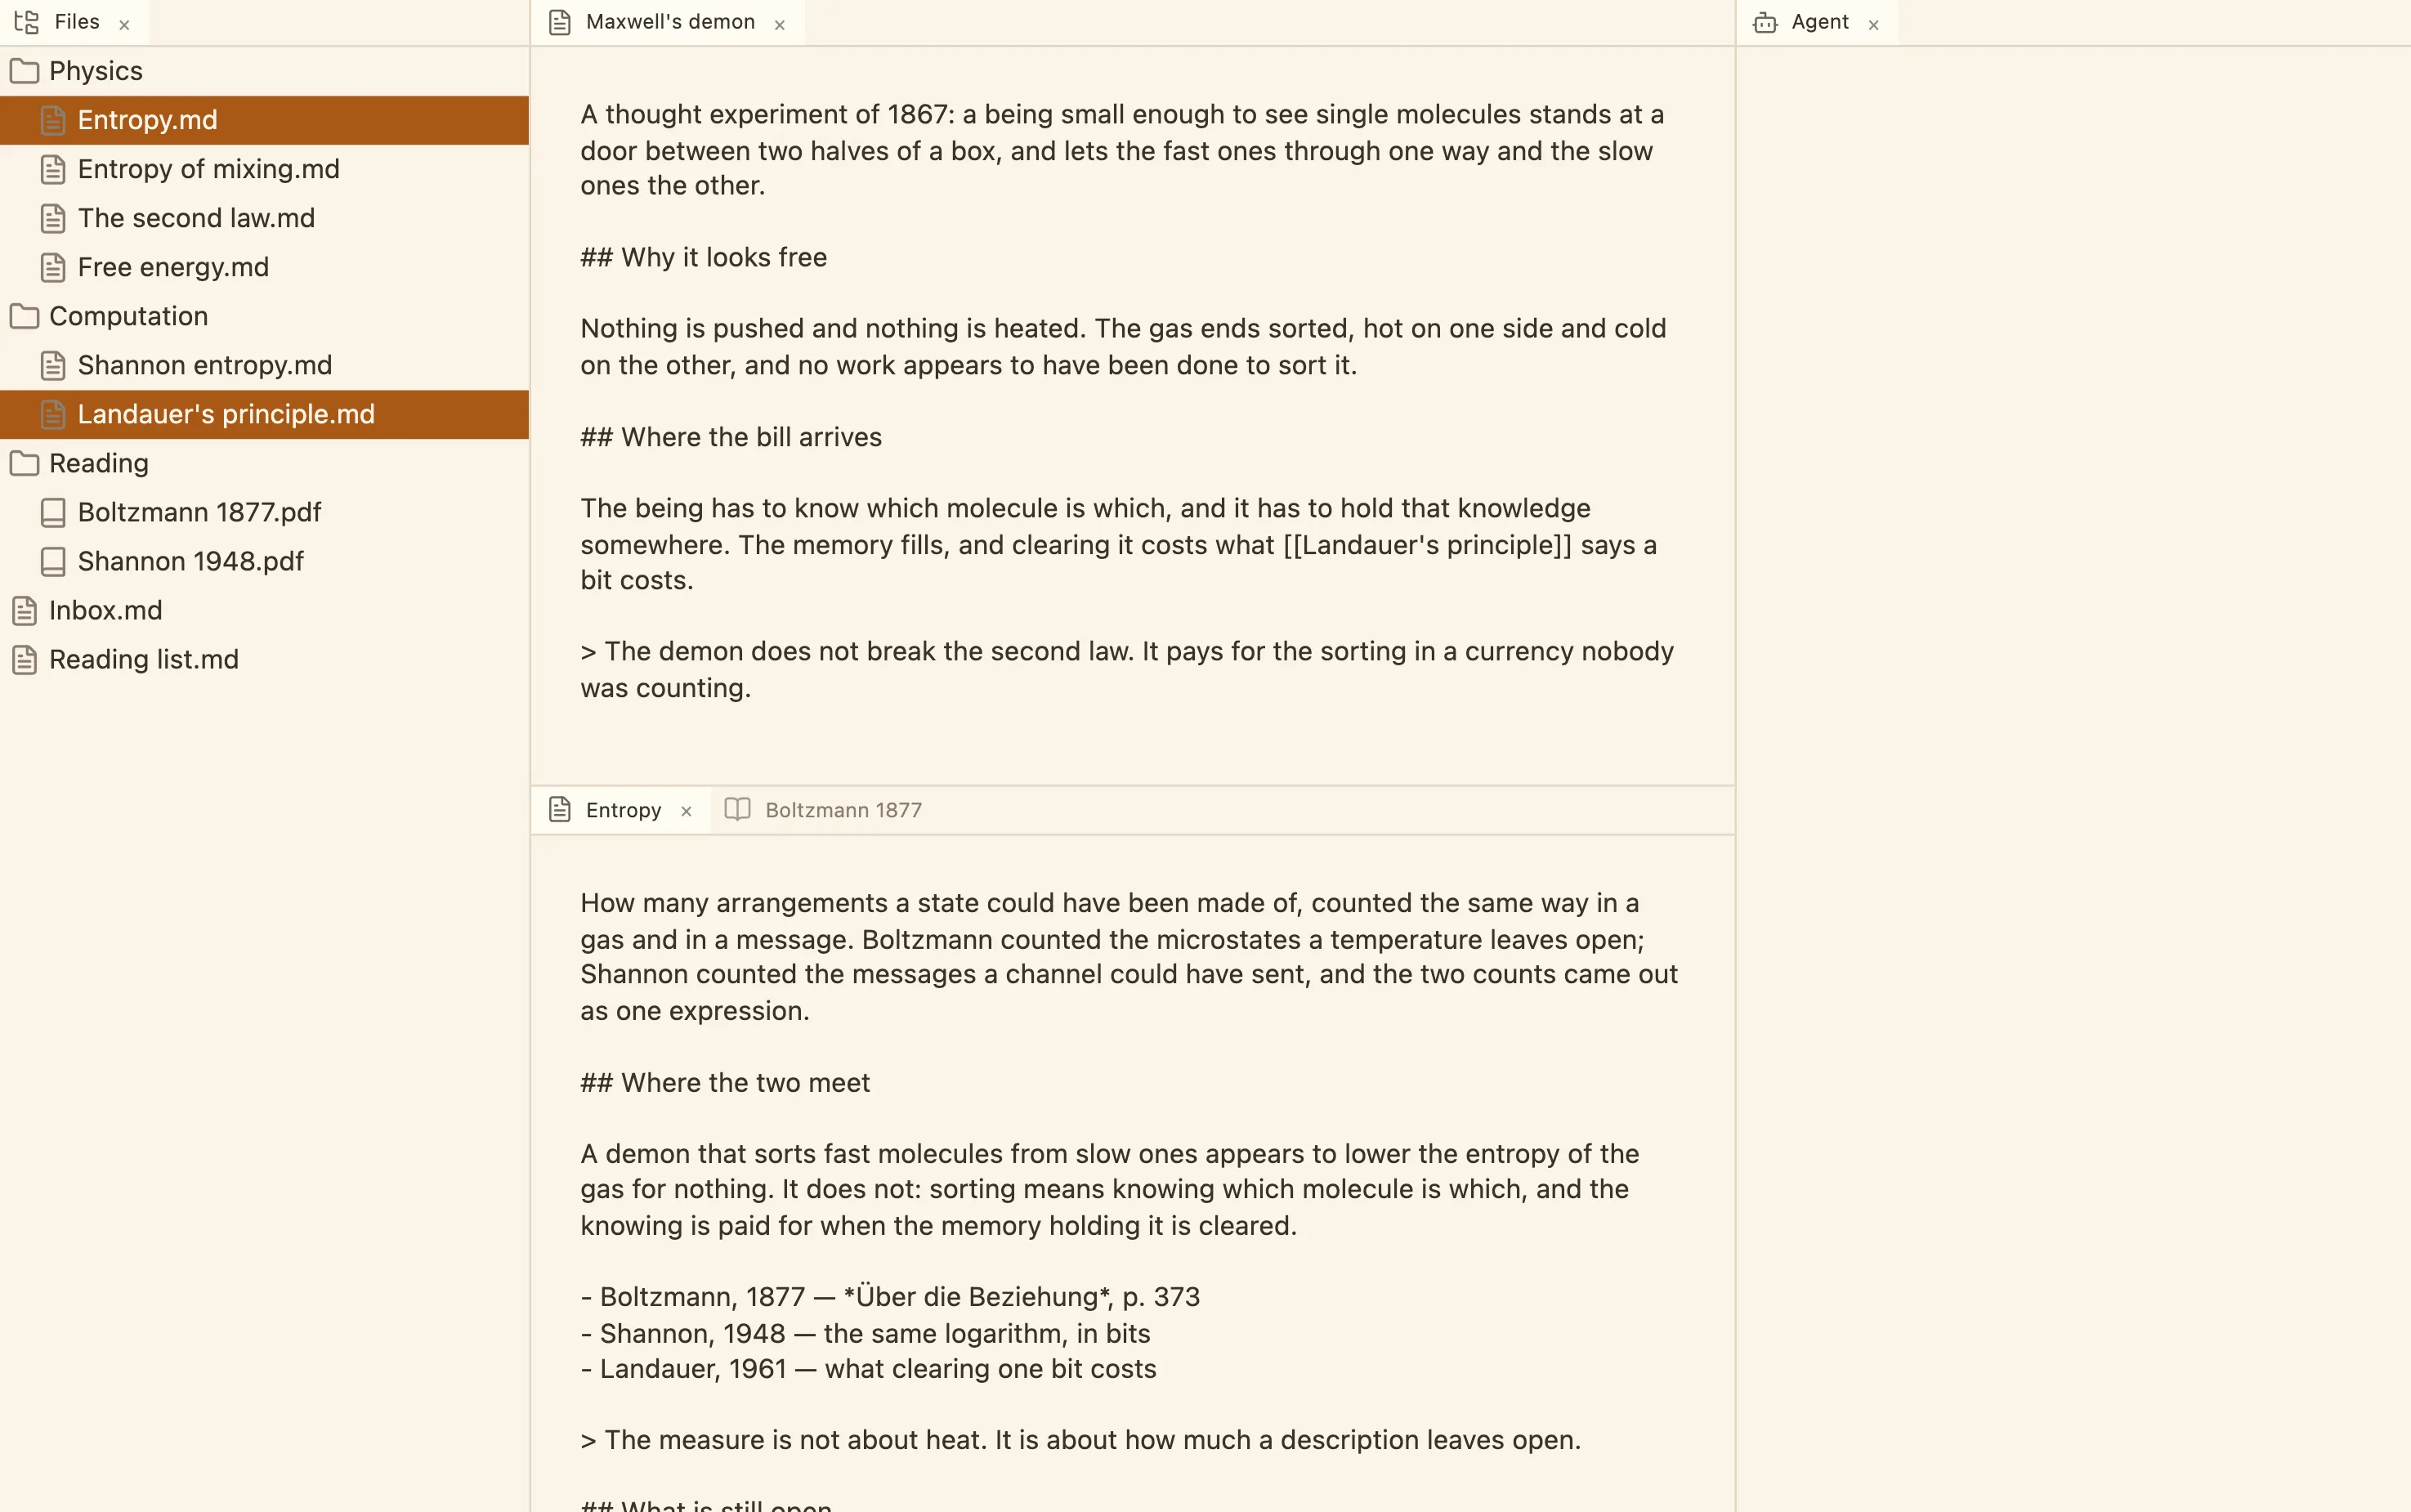 Files
Physics
Entropy.md
Entropy of mixing.md
The second law.md
Free energy.md
Computation
Shannon entropy.md
Landauer's principle.md
Reading
Boltzmann 1877.pdf
Shannon 1948.pdf
Inbox.md
Reading list.md
Maxwell's demon
A thought experiment of 1867: a being small enough to see single molecules stands at a
door between two halves of a box, and lets the fast ones through one way and the slow
ones the other.
## Why it looks free
Nothing is pushed and nothing is heated. The gas ends sorted, hot on one side and cold
on the other, and no work appears to have been done to sort it.
## Where the bill arrives
The being has to know which molecule is which, and it has to hold that knowledge
somewhere. The memory fills, and clearing it costs what [[Landauer's principle]] says a
bit costs.
> The demon does not break the second law. It pays for the sorting in a currency nobody
was counting.
Entropy
Boltzmann 1877
How many arrangements a state could have been made of, counted the same way in a
gas and in a message. Boltzmann counted the microstates a temperature leaves open;
Shannon counted the messages a channel could have sent, and the two counts came out
as one expression.
## Where the two meet
A demon that sorts fast molecules from slow ones appears to lower the entropy of the
gas for nothing. It does not: sorting means knowing which molecule is which, and the
knowing is paid for when the memory holding it is cleared.
- Boltzmann, 1877 — *Über die Beziehung*, p. 373
- Shannon, 1948 — the same logarithm, in bits
- Landauer, 1961 — what clearing one bit costs
> The measure is not about heat. It is about how much a description leaves open.
## What is still open
Agent